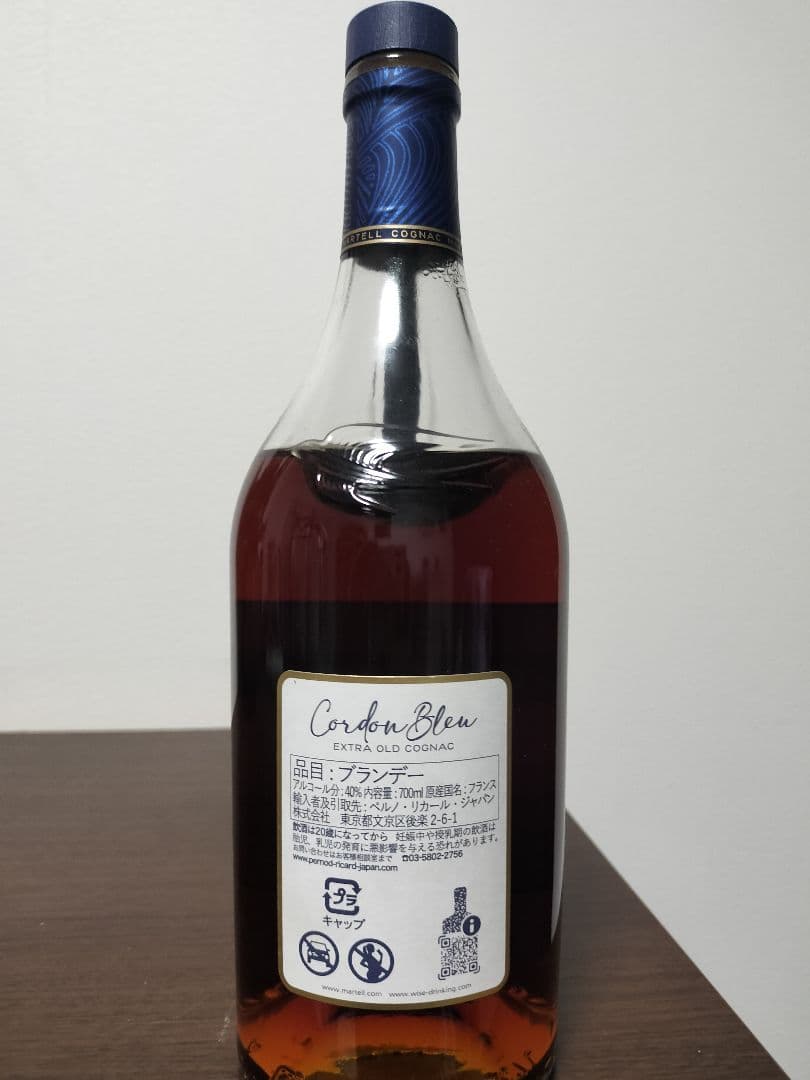 MARTELL COGNAC
Cordon Bleu
EXTRA OLD COGNAC
品目:ブランデー
アルコール分:40% 内容量:700ml 原産国名:フランス
輸入者及引取先:ペルノ・リカール・ジャパン
株式会社 東京都文京区後楽 2-6-1
飲酒は20歳になってから 妊娠中や授乳期の飲酒は
胎児、乳児の発育に悪影響を与える恐れがあります。
お問い合わせはお客様相談室まで ☎03-5802-2756
www.pernod-ricard-japan.com
プラ
キャップ
i
www.martell.com www.wise-drinking.com